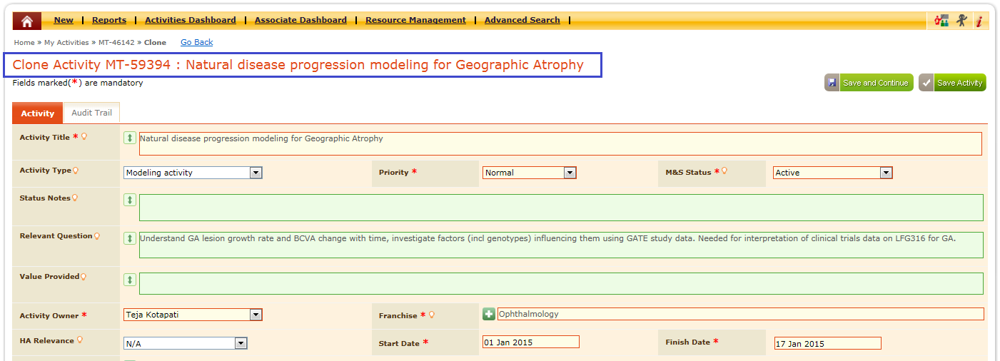 New | Reports | Activities Dashboard | Associate Dashboard | Resource Management | Advanced Search |
Home » My Activities » MT-46142 » Clone Go Back
Clone Activity MT-59394 : Natural disease progression modeling for Geographic Atrophy
Fields marked(*) are mandatory
Save and Continue Save Activity
Activity Audit Trail
Activity Title * Natural disease progression modeling for Geographic Atrophy
Activity Type Modeling activity Priority * Normal M&S Status * Active
Status Notes
Relevant Question Understand GA lesion growth rate and BCVA change with time, investigate factors (incl genotypes) influencing them using GATE study data. Needed for interpretation of clinical trials data on LFG316 for GA.
Value Provided
Activity Owner * Teja Kotapati Franchise * Ophthalmology
HA Relevance N/A Start Date * 01 Jan 2015 Finish Date * 17 Jan 2015